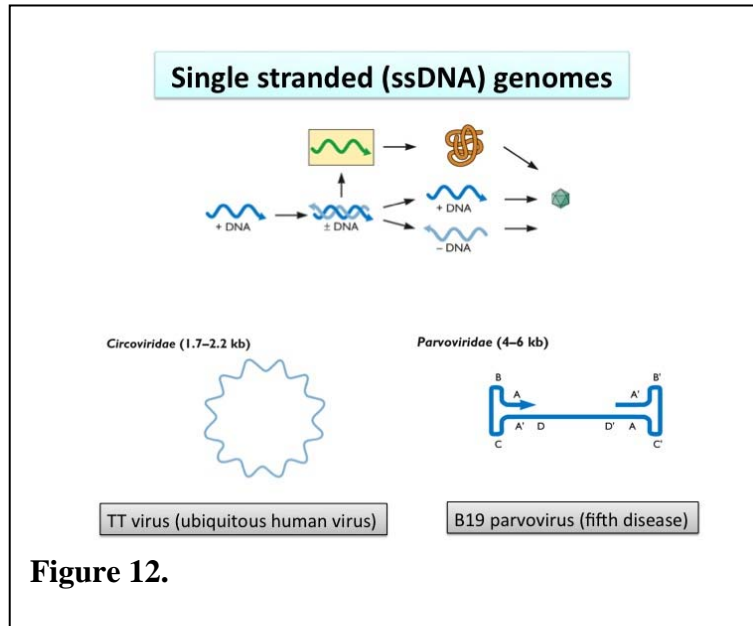 Single stranded (ssDNA) genomes
+ DNA
± DNA
+ DNA
– DNA
Circoviridae (1.7–2.2 kb)
Parvoviridae (4–6 kb)
B
B'
A
A'
A' D
D' A
C
C'
TT virus (ubiquitous human virus)
B19 parvovirus (fifth disease)
Figure 12.